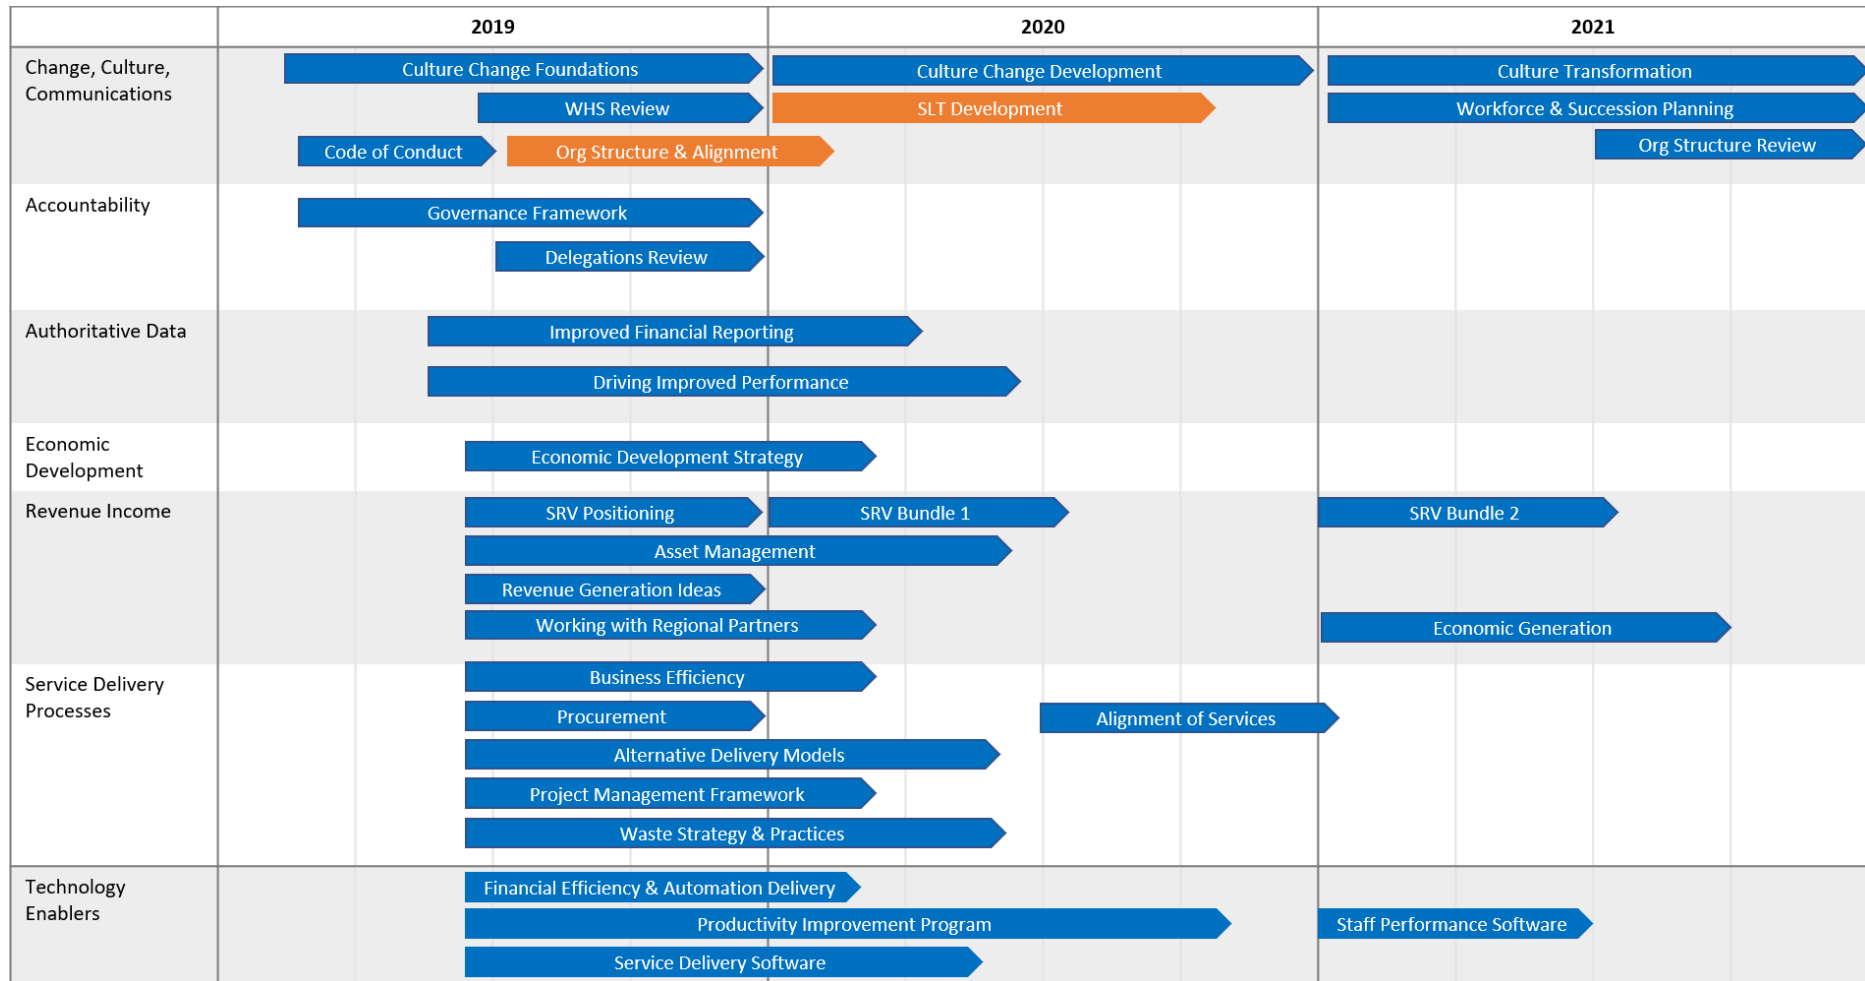 2019
2020
2021
Change, Culture,
Communications
Culture Change Foundations
Culture Change Development
Culture Transformation
WHS Review
SLT Development
Workforce & Succession Planning
Code of Conduct
Org Structure & Alignment
Org Structure Review
Accountability
Governance Framework
Delegations Review
Authoritative Data
Improved Financial Reporting
Driving Improved Performance
Economic
Development
Economic Development Strategy
Revenue Income
SRV Positioning
SRV Bundle 1
SRV Bundle 2
Asset Management
Revenue Generation Ideas
Working with Regional Partners
Economic Generation
Service Delivery
Processes
Business Efficiency
Procurement
Alignment of Services
Alternative Delivery Models
Project Management Framework
Waste Strategy & Practices
Technology
Enablers
Financial Efficiency & Automation Delivery
Productivity Improvement Program
Staff Performance Software
Service Delivery Software